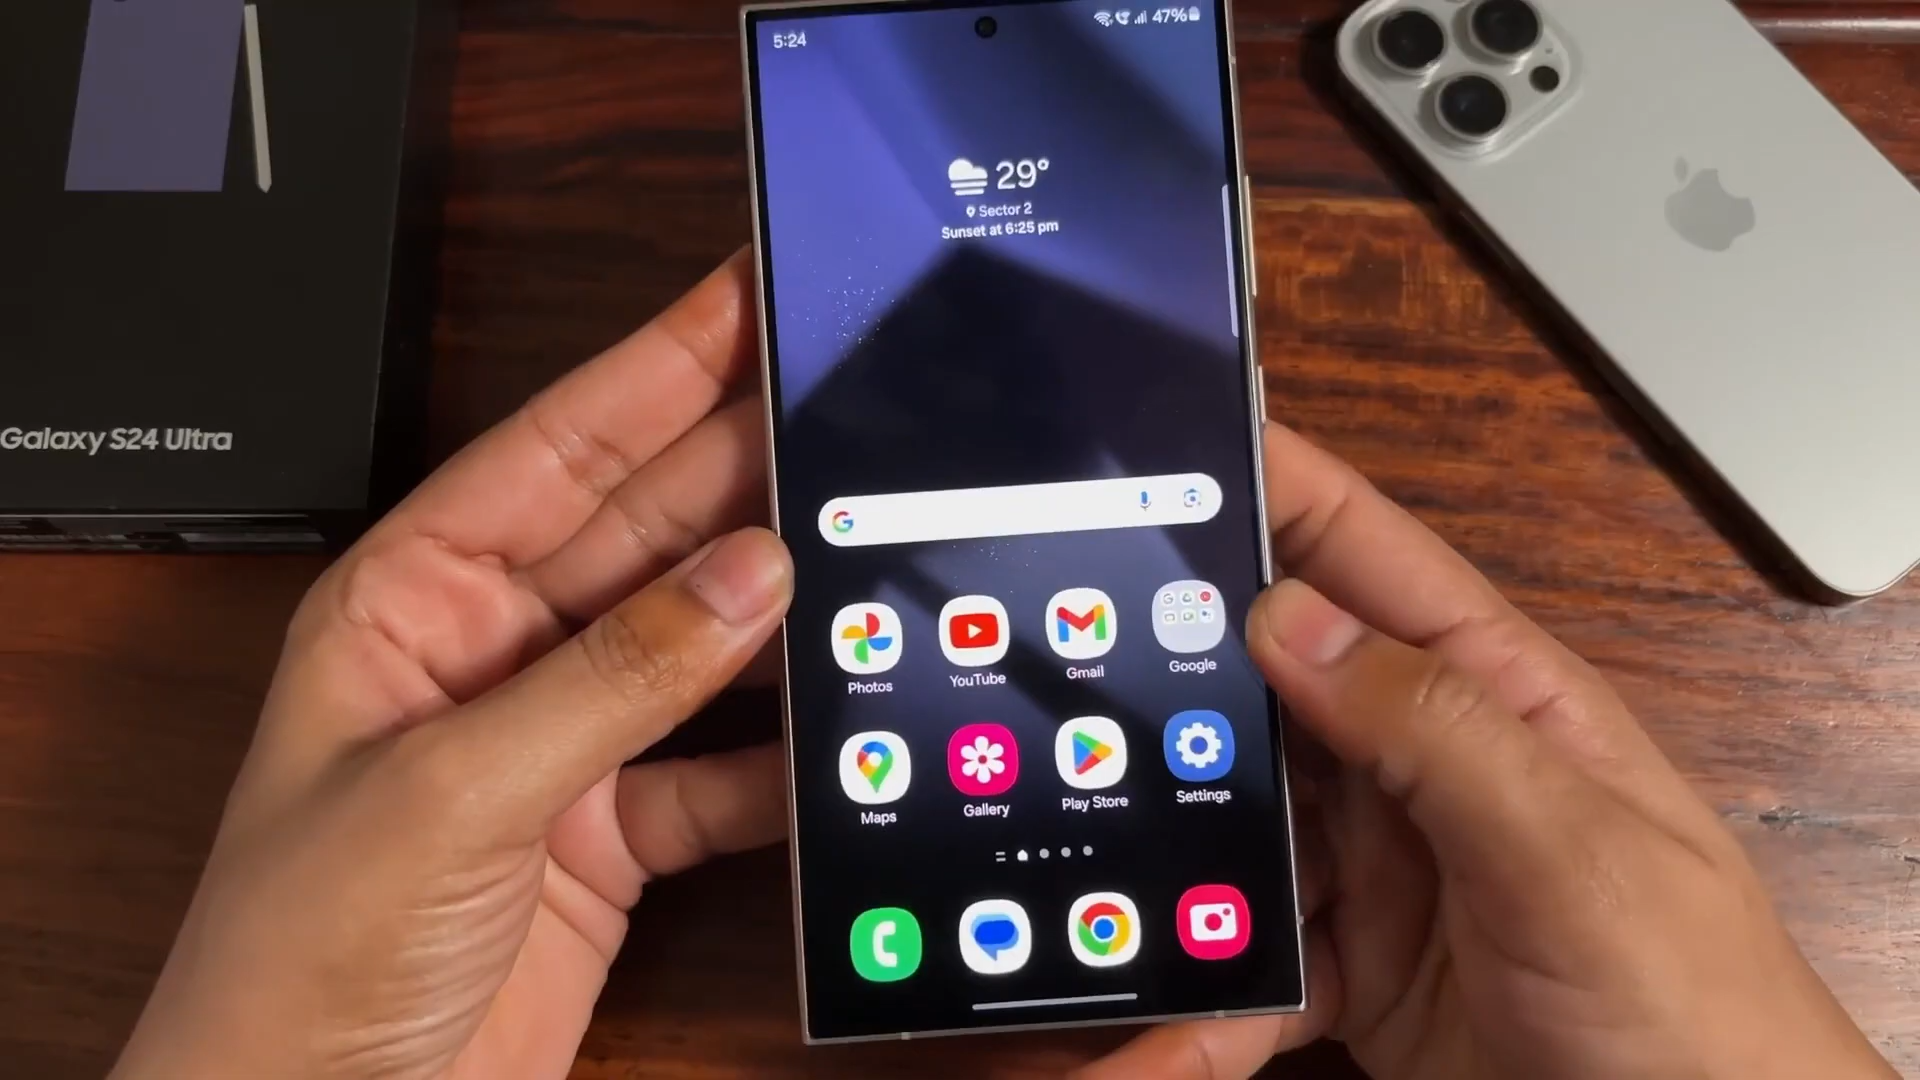 5:24
47%
29°
Sector 2
Sunset at 6:25 pm
Galaxy S24 Ultra
Photos
YouTube
Gmail
Google
Maps
Gallery
Play Store
Settings